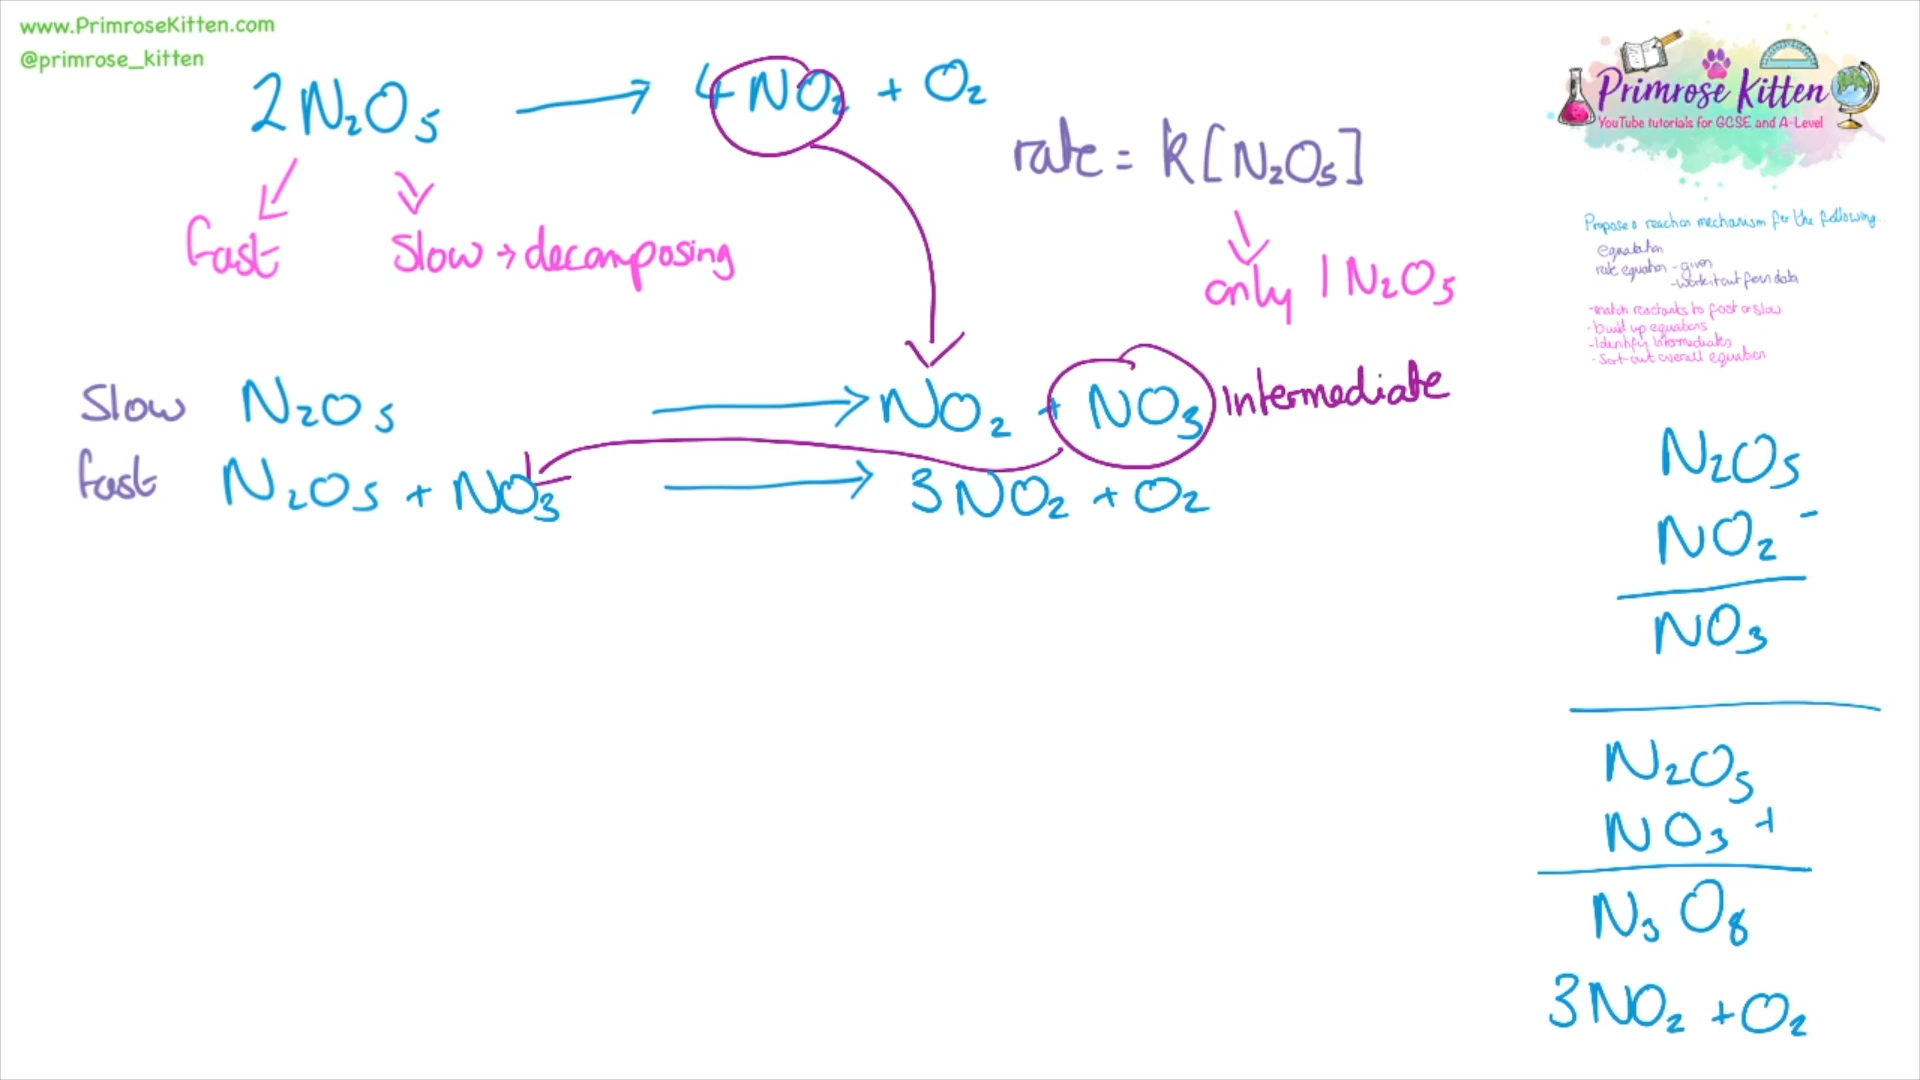 www.PrimroseKitten.com
@primrose_kitten
2N₂O₅ → 4NO₂ + O₂
rate = k[N₂O₅]
fast
slow → decomposing
only 1 N₂O₅
slow N₂O₅ → NO₂ + NO₃ Intermediate
fast N₂O₅ + NO₃ → 3NO₂ + O₂
Primrose Kitten
YouTube tutorials for GCSE and A-Level
Propose a reaction mechanism for the following..
equatation
rate equation - given
- work it out from data
- match reactants to fast or slow
- build up equations
- Identify Intermediates
- Sort out overall equation
N₂O₅
NO₂ -
NO₃
N₂O₅
NO₃ +
N₃O₈
3NO₂ + O₂